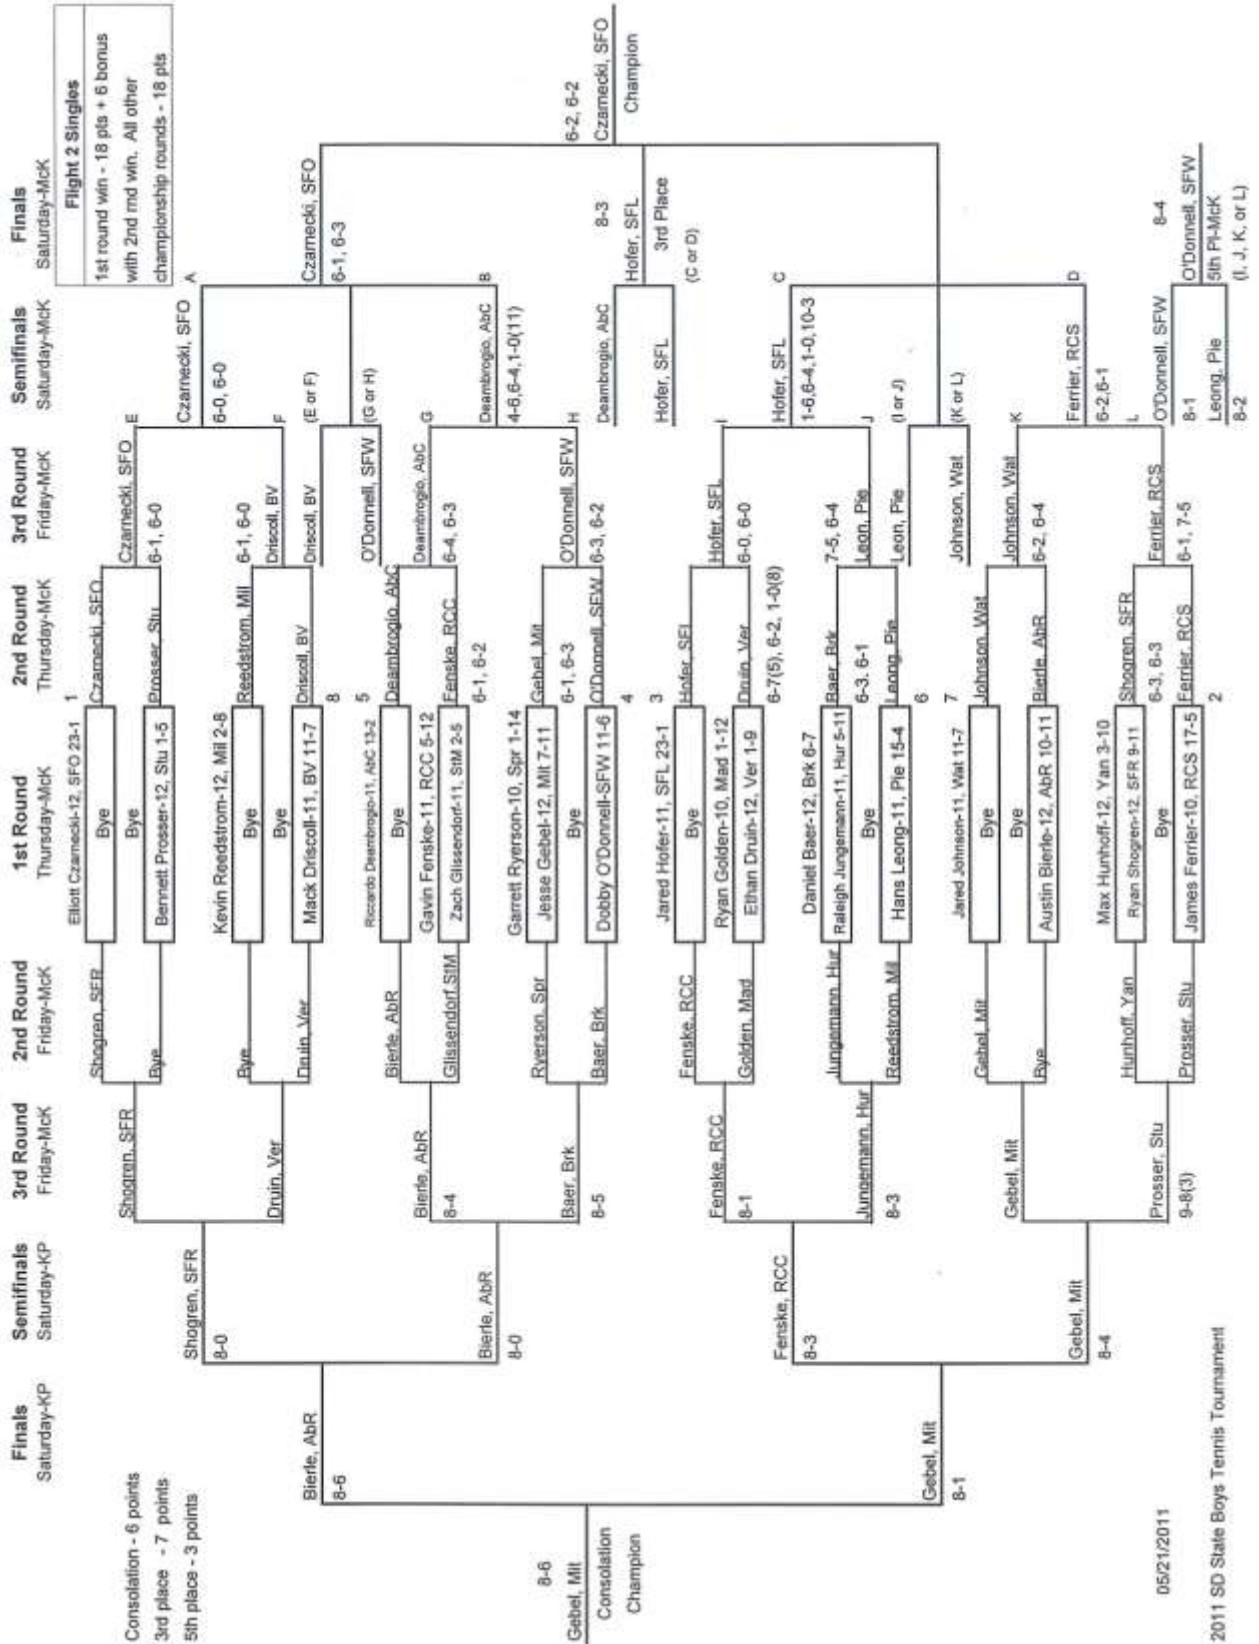 Finals
Saturday-KP
Semifinals
Saturday-KP
3rd Round
Friday-McK
2nd Round
Friday-McK
1st Round
Thursday-McK
2nd Round
Thursday-McK
3rd Round
Friday-McK
Semifinals
Saturday-McK
Finals
Saturday-McK
Flight 2 Singles
1st round win - 18 pts + 6 bonus
with 2nd rnd win. All other
championship rounds - 18 pts
Consolation - 6 points
3rd place - 7 points
5th place - 3 points
8-6
Gebel, Mit
Consolation
Champion
Bierle, AbR
8-6
Gebel, Mit
8-1
Shogren, SFR
8-0
Bierle, AbR
8-0
Fenske, RCC
8-3
Gebel, Mit
8-4
Shogren, SFR
Druin, Ver
Bierle, AbR
8-4
Baer, Brk
8-5
Fenske, RCC
8-1
Jungemann, Hur
8-3
Gebel, Mit
Prosser, Stu
9-8(3)
Shogren, SFR
Bye
Bye
Druin, Ver
Bierle, AbR
Glissendorf,StM
Ryerson, Spr
Baer, Brk
Fenske, RCC
Golden, Mad
Jungemann, Hur
Reedstrom, Mil
Gebel, Mit
Bye
Hunhoff, Yan
Prosser, Stu
Elliott Czarnecki-12, SFO 23-1
1
Bye
Bye
Bennett Prosser-12, Stu 1-5
Kevin Reedstrom-12, Mil 2-8
Bye
Bye
Mack Driscoll-11, BV 11-7
8
5
Riccardo Deambrogio-11, AbC 13-2
Bye
Gavin Fenske-11, RCC 5-12
Zach Glissendorf-11, StM 2-5
Garrett Ryerson-10, Spr 1-14
Jesse Gebel-12, Mit 7-11
Bye
Dobby O'Donnell-SFW 11-6
4
3
Jared Hofer-11, SFL 23-1
Bye
Ryan Golden-10, Mad 1-12
Ethan Druin-12, Ver 1-9
Daniel Baer-12, Brk 6-7
Raleigh Jungemann-11, Hur 5-11
Bye
Hans Leong-11, Pie 15-4
6
7
Jared Johnson-11, Wat 11-7
Bye
Bye
Austin Bierle-12, AbR 10-11
Max Hunhoff-12, Yan 3-10
Ryan Shogren-12, SFR 9-11
Bye
James Ferrier-10, RCS 17-5
2
Czarnecki, SFO
Prosser, Stu
Reedstrom, Mil
Driscoll, BV
Deambrogio, AbC
Fenske, RCC
6-1, 6-2
Gebel, Mit
6-1, 6-3
O'Donnell, SFW
Hofer, SFl
Druin, Ver
6-7(5), 6-2, 1-0(8)
Baer, Brk
6-3, 6-1
Leong, Pie
Johnson, Wat
Bierle, AbR
Shogren, SFR
6-3, 6-3
Ferrier, RCS
Czarnecki, SFO
6-1, 6-0
6-1, 6-0
Driscoll, BV
Driscoll, BV
O'Donnell, SFW
Deambrogio, AbC
6-4, 6-3
O'Donnell, SFW
6-3, 6-2
Hofer, SFL
6-0, 6-0
7-5, 6-4
Leon, Pie
Leon, Pie
Johnson, Wat
Johnson, Wat
6-2, 6-4
Ferrier, RCS
6-1, 7-5
E
Czarnecki, SFO
6-0, 6-0
F
(E or F)
(G or H)
G
Deambrogio, AbC
4-6,6-4,1-0(11)
H
Deambrogio, AbC
Hofer, SFL
I
Hofer, SFL
1-6,6-4,1-0,10-3
J
(I or J)
(K or L)
K
Ferrier, RCS
6-2,6-1
L
O'Donnell, SFW
8-1
Leong, Pie
8-2
A
Czarnecki, SFO
6-1, 6-3
B
8-3
Hofer, SFL
3rd Place
(C or D)
C
D
8-4
O'Donnell, SFW
5th Pl-McK
(I, J, K, or L)
6-2, 6-2
Czarnecki, SFO
Champion
05/21/2011
2011 SD State Boys Tennis Tournament